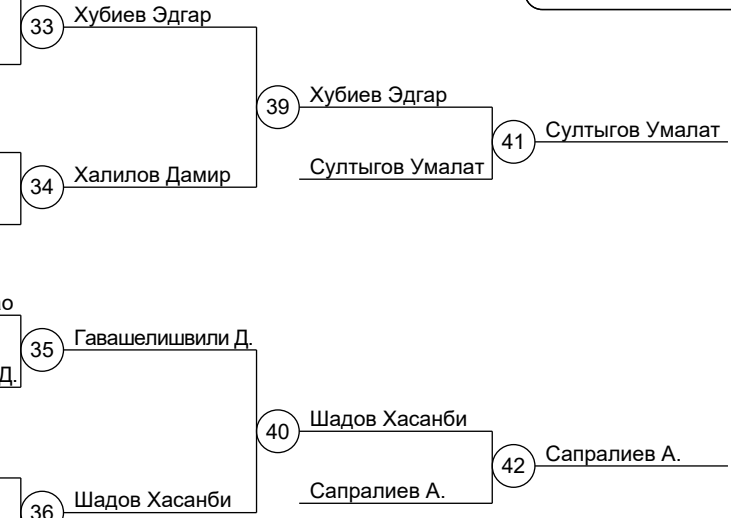 33 Хубиев Эдгар
39 Хубиев Эдгар
41 Султыгов Умалат
Султыгов Умалат
34 Халилов Дамир
35 Гавашелишвили Д.
Д.
40 Шадов Хасанби
42 Сапралиев А.
Сапралиев А.
36 Шадов Хасанби